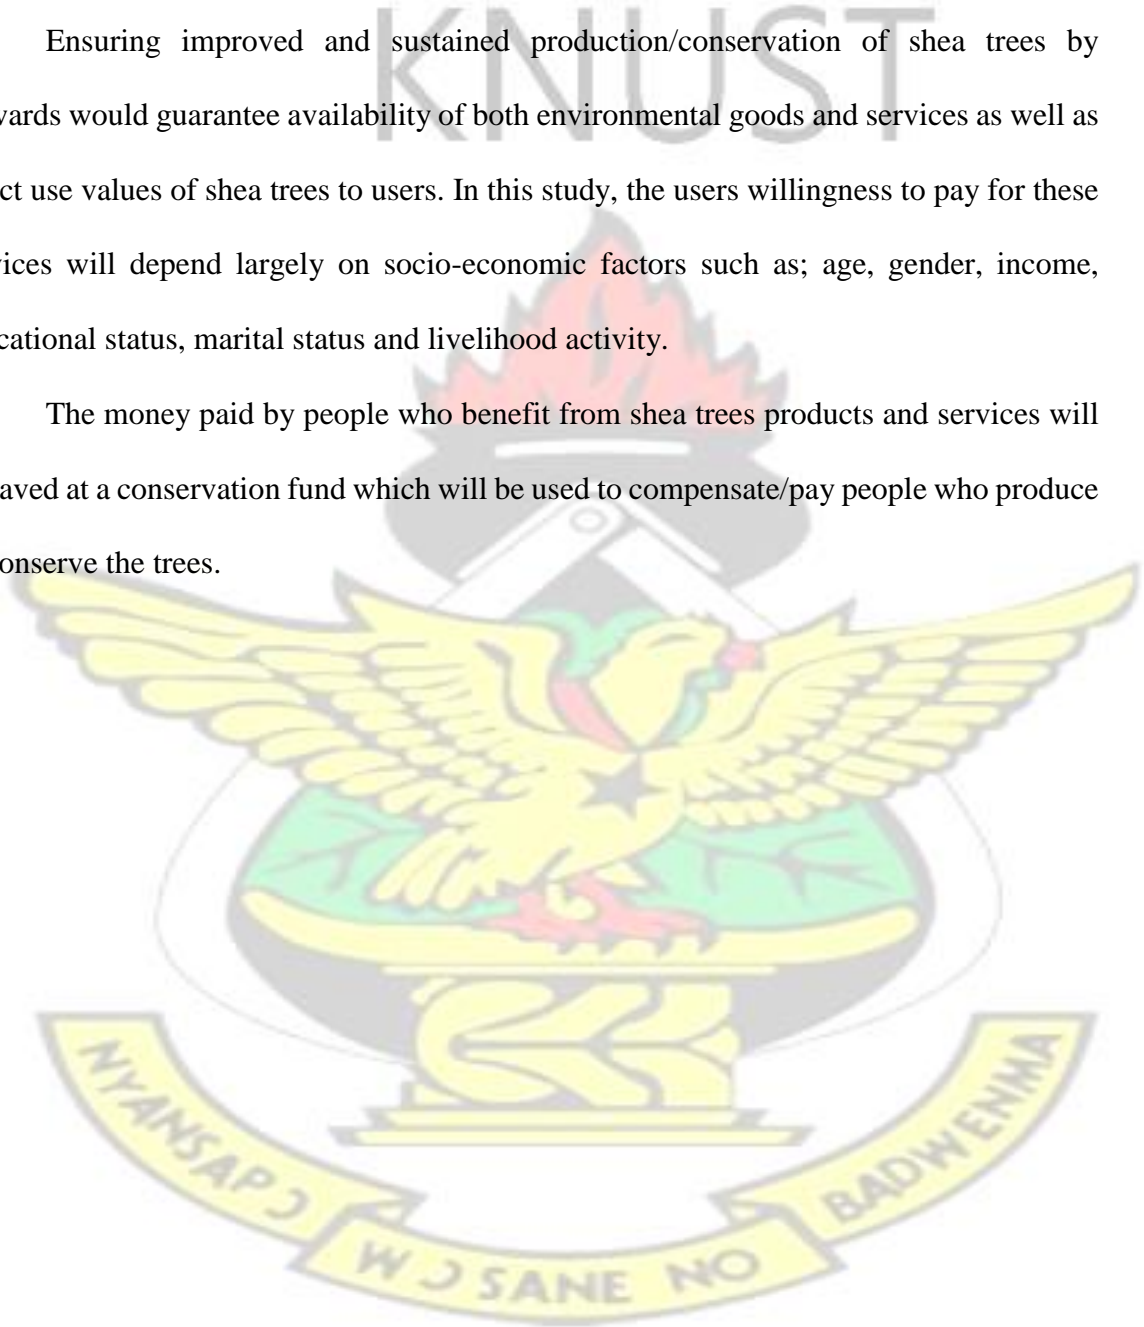 KNUST
Ensuring improved and sustained production/conservation of shea trees by
wards would guarantee availability of both environmental goods and services as well as
ct use values of shea trees to users. In this study, the users willingness to pay for these
vices will depend largely on socio-economic factors such as; age, gender, income,
cational status, marital status and livelihood activity.
The money paid by people who benefit from shea trees products and services will
aved at a conservation fund which will be used to compensate/pay people who produce
onserve the trees.
NYANSAPƆ WƆSANE NO BADWENMA